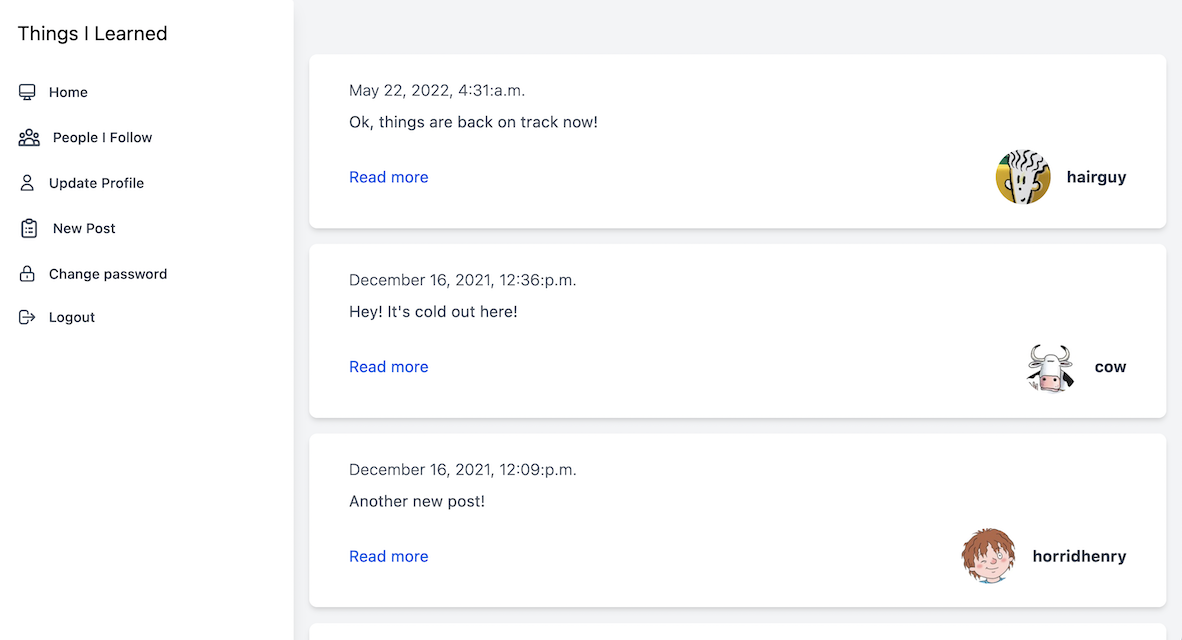 Things I Learned
Home
People I Follow
Update Profile
New Post
Change password
Logout
May 22, 2022, 4:31:a.m.
Ok, things are back on track now!
Read more
hairguy
December 16, 2021, 12:36:p.m.
Hey! It's cold out here!
Read more
cow
December 16, 2021, 12:09:p.m.
Another new post!
Read more
horridhenry